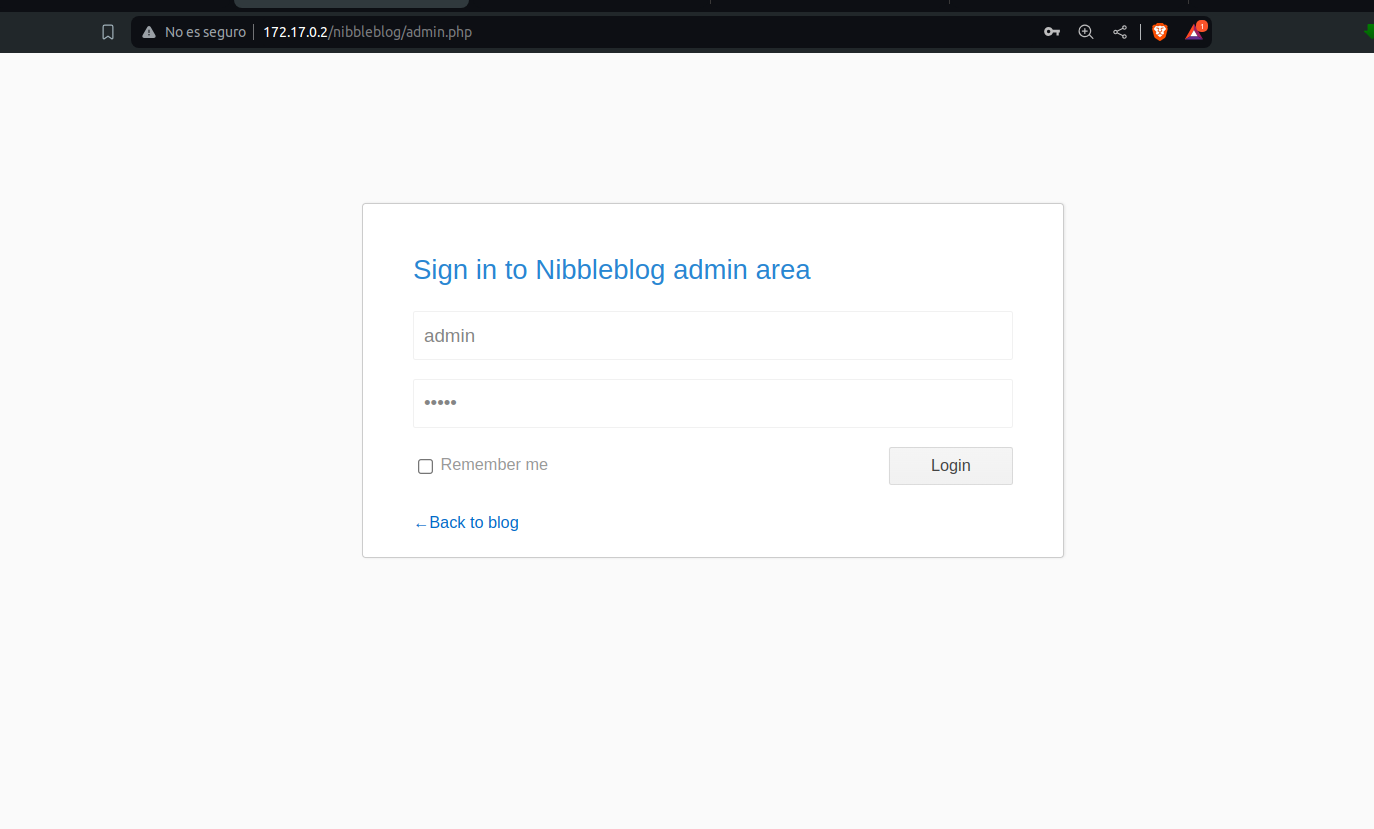 No es seguro 172.17.0.2/nibbleblog/admin.php 1
Sign in to Nibbleblog admin area
admin
•••••
Remember me Login
←Back to blog